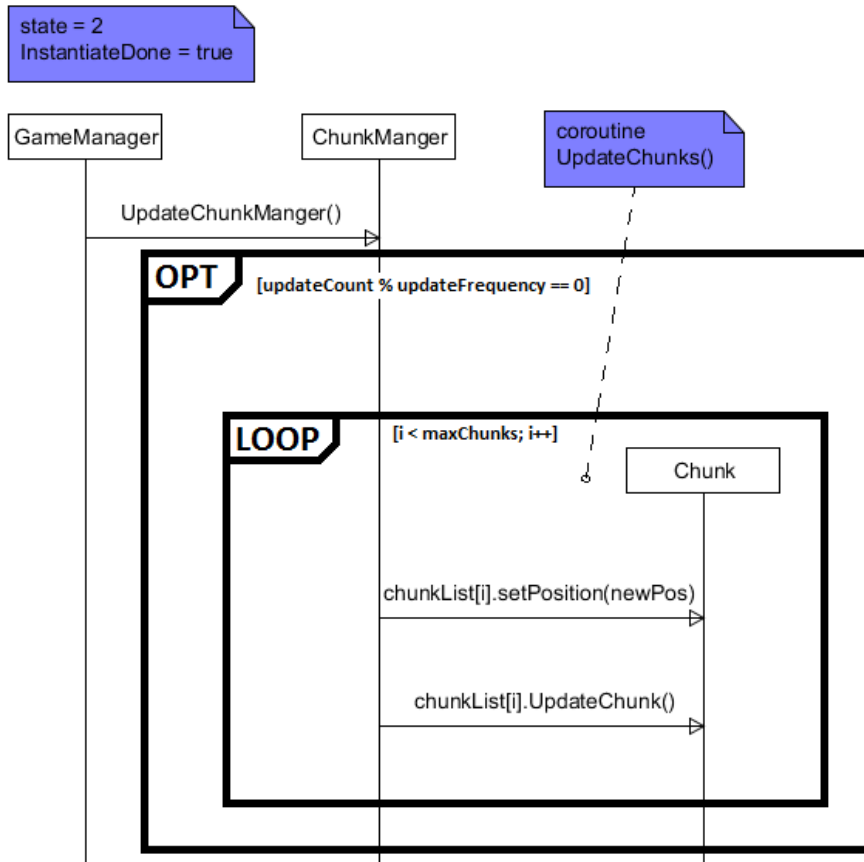 state = 2
InstantiateDone = true
GameManager
ChunkManger
coroutine
UpdateChunks()
UpdateChunkManger()
OPT
[updateCount % updateFrequency == 0]
LOOP
[i < maxChunks; i++]
Chunk
chunkList[i].setPosition(newPos)
chunkList[i].UpdateChunk()